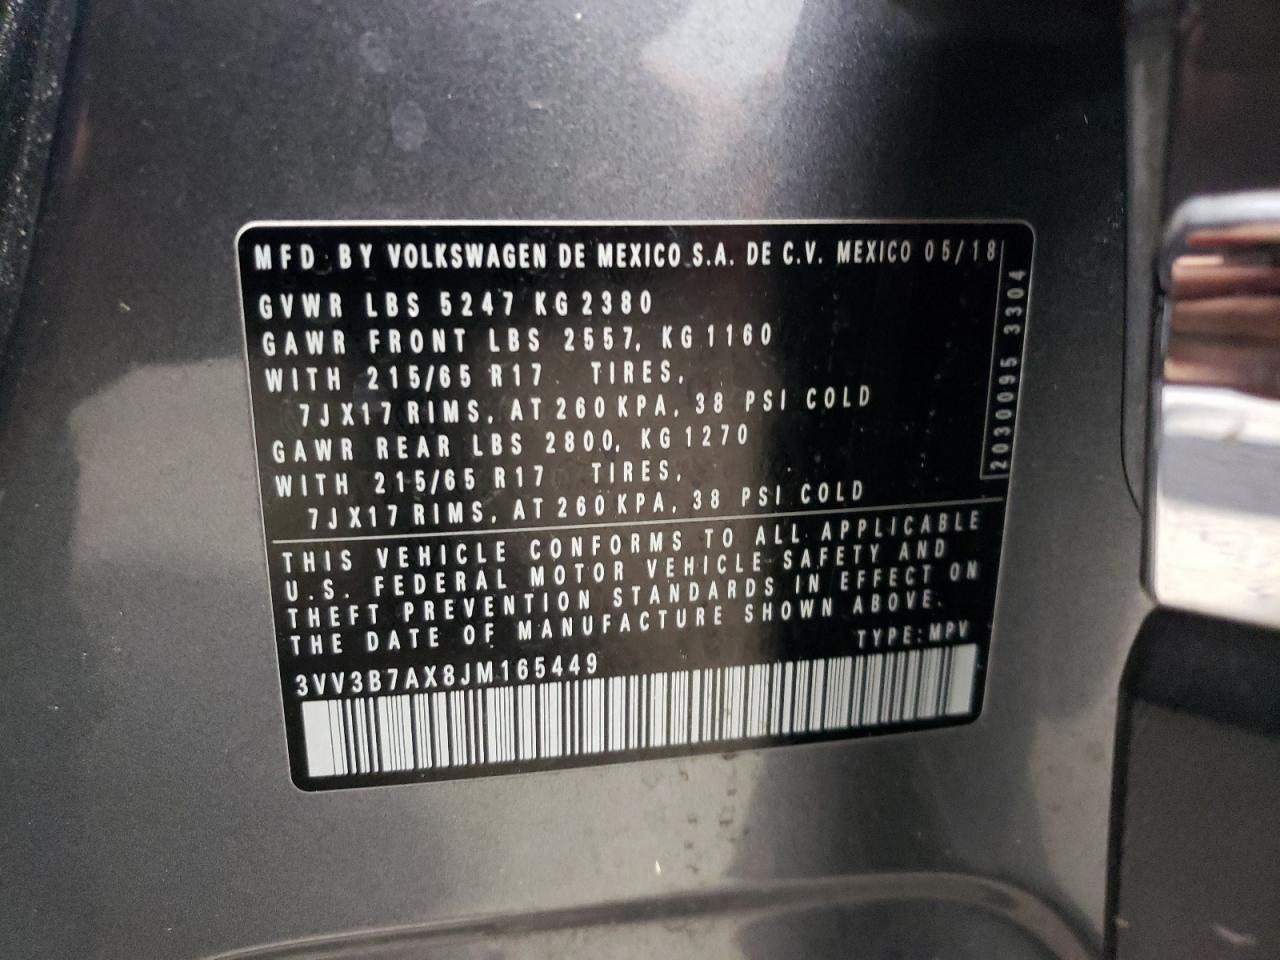 MFD BY VOLKSWAGEN DE MEXICO S.A. DE C.V. MEXICO 05/18
GVWR LBS 5247 KG 2380
GAWR FRONT LBS 2557, KG 1160
WITH 215/65 R17 TIRES,
7JX17 RIMS, AT 260 KPA, 38 PSI COLD
GAWR REAR LBS 2800, KG 1270
WITH 215/65 R17 TIRES,
7JX17 RIMS, AT 260 KPA, 38 PSI COLD
2030095 3304
THIS VEHICLE CONFORMS TO ALL APPLICABLE
U.S. FEDERAL MOTOR VEHICLE SAFETY AND
THEFT PREVENTION STANDARDS IN EFFECT ON
THE DATE OF MANUFACTURE SHOWN ABOVE.
TYPE: MPV
3VV3B7AX8JM165449